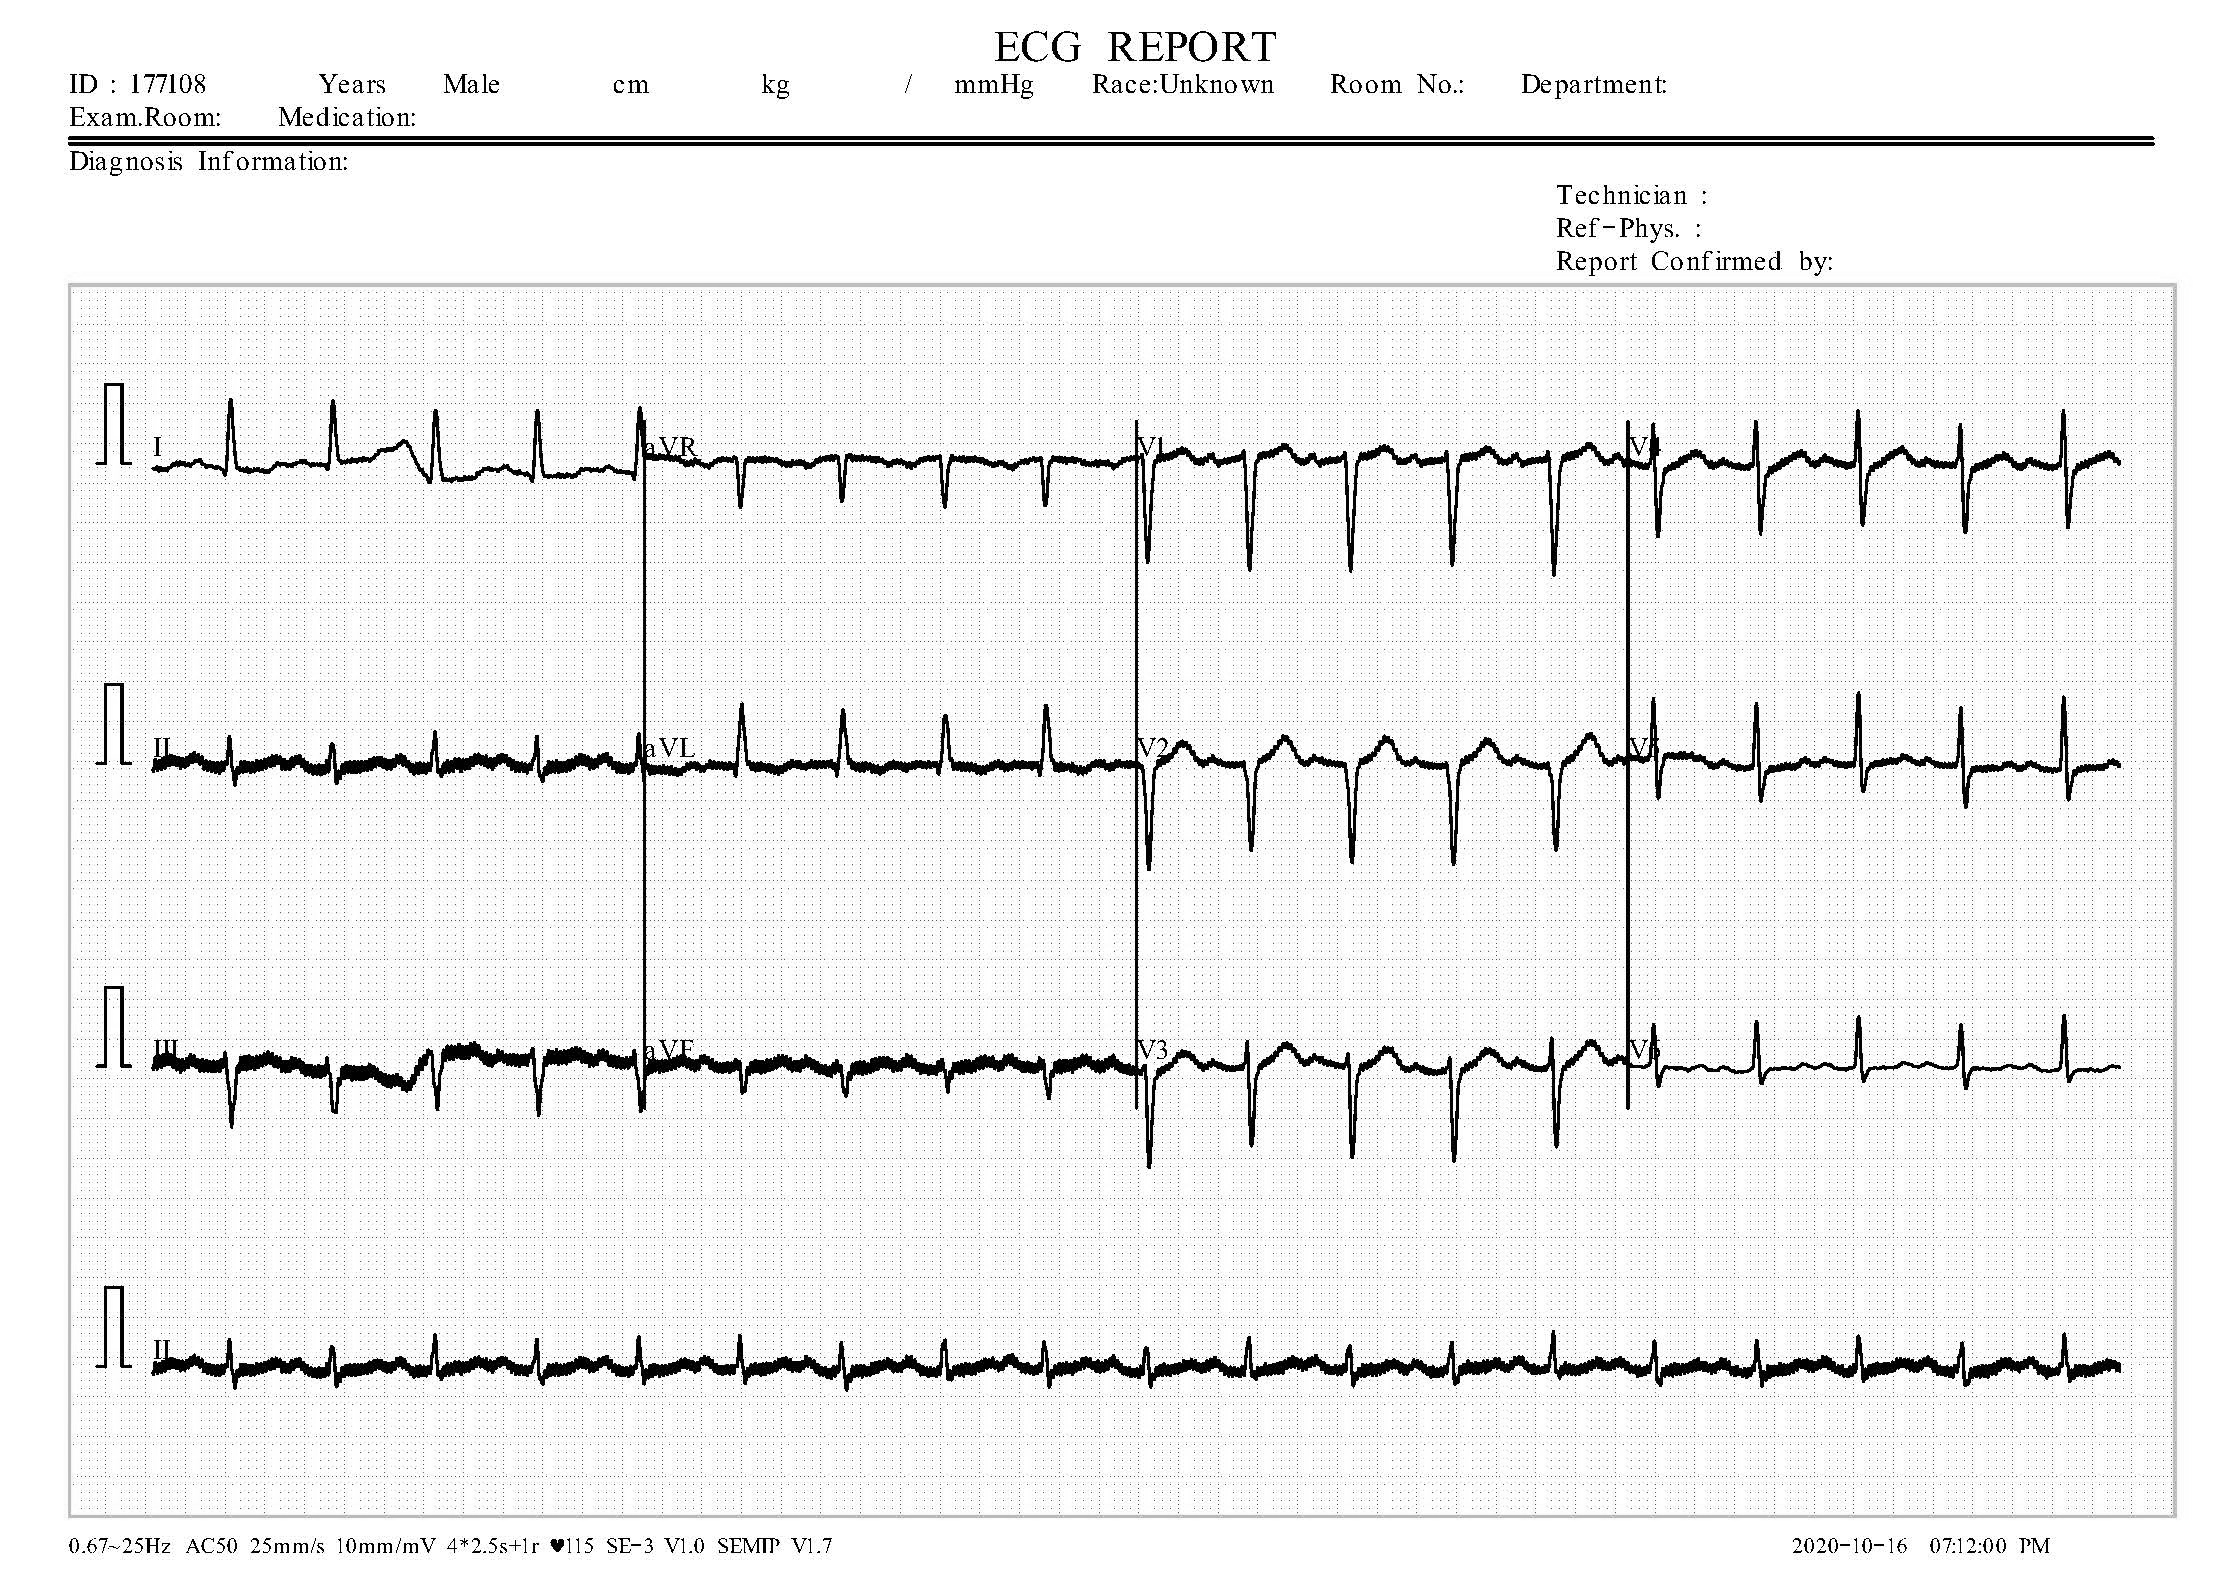 ECG REPORT
ID : 177108 Years Male cm kg / mmHg Race:Unknown Room No.: Department:
Exam.Room: Medication:
Diagnosis Information:
Technician :
Ref-Phys. :
Report Confirmed by:
I aVR V1 V4
II aVL V2 V5
III aVF V3 V6
II
0.67~25Hz AC50 25mm/s 10mm/mV 4*2.5s+1r ♥115 SE-3 V1.0 SEMIP V1.7 2020-10-16 07:12:00 PM